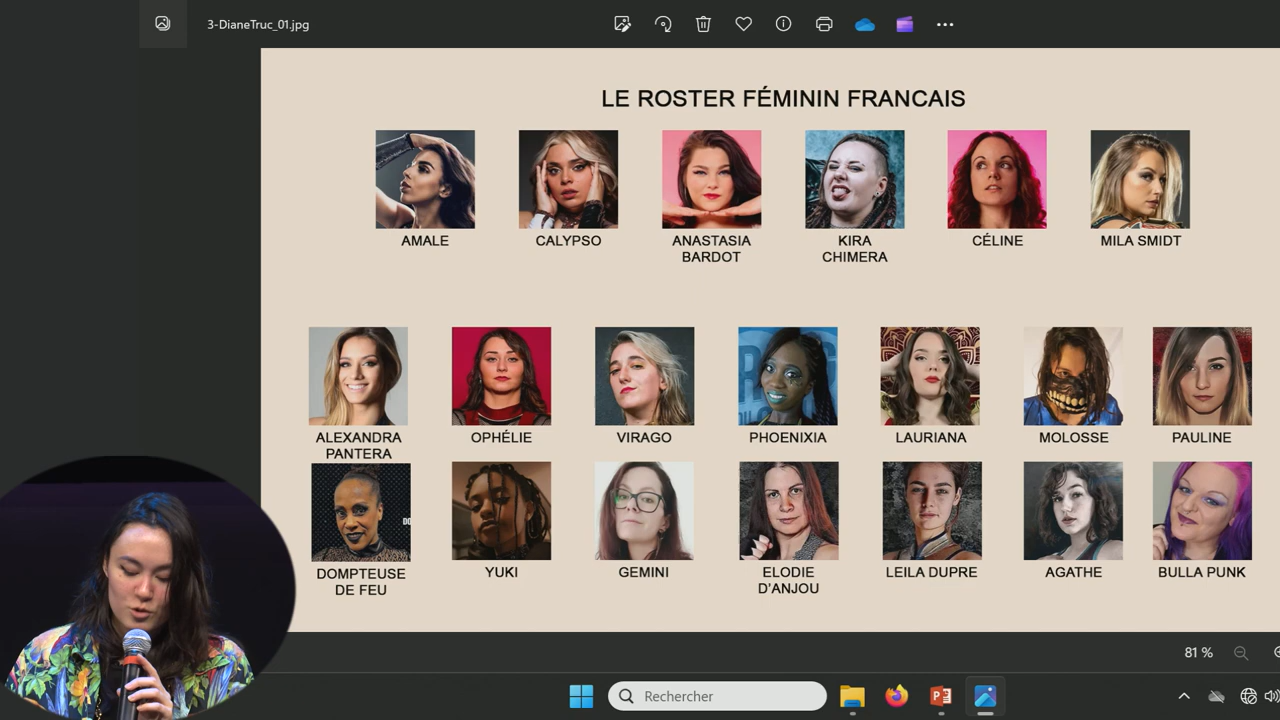 3-DianeTruc_01.jpg
LE ROSTER FÉMININ FRANCAIS
AMALE
CALYPSO
ANASTASIA
BARDOT
KIRA
CHIMERA
CÉLINE
MILA SMIDT
ALEXANDRA
PANTERA
OPHÉLIE
VIRAGO
PHOENIXIA
LAURIANA
MOLOSSE
PAULINE
DOMPTEUSE
DE FEU
YUKI
GEMINI
ELODIE
D'ANJOU
LEILA DUPRE
AGATHE
BULLA PUNK
81 %
Rechercher